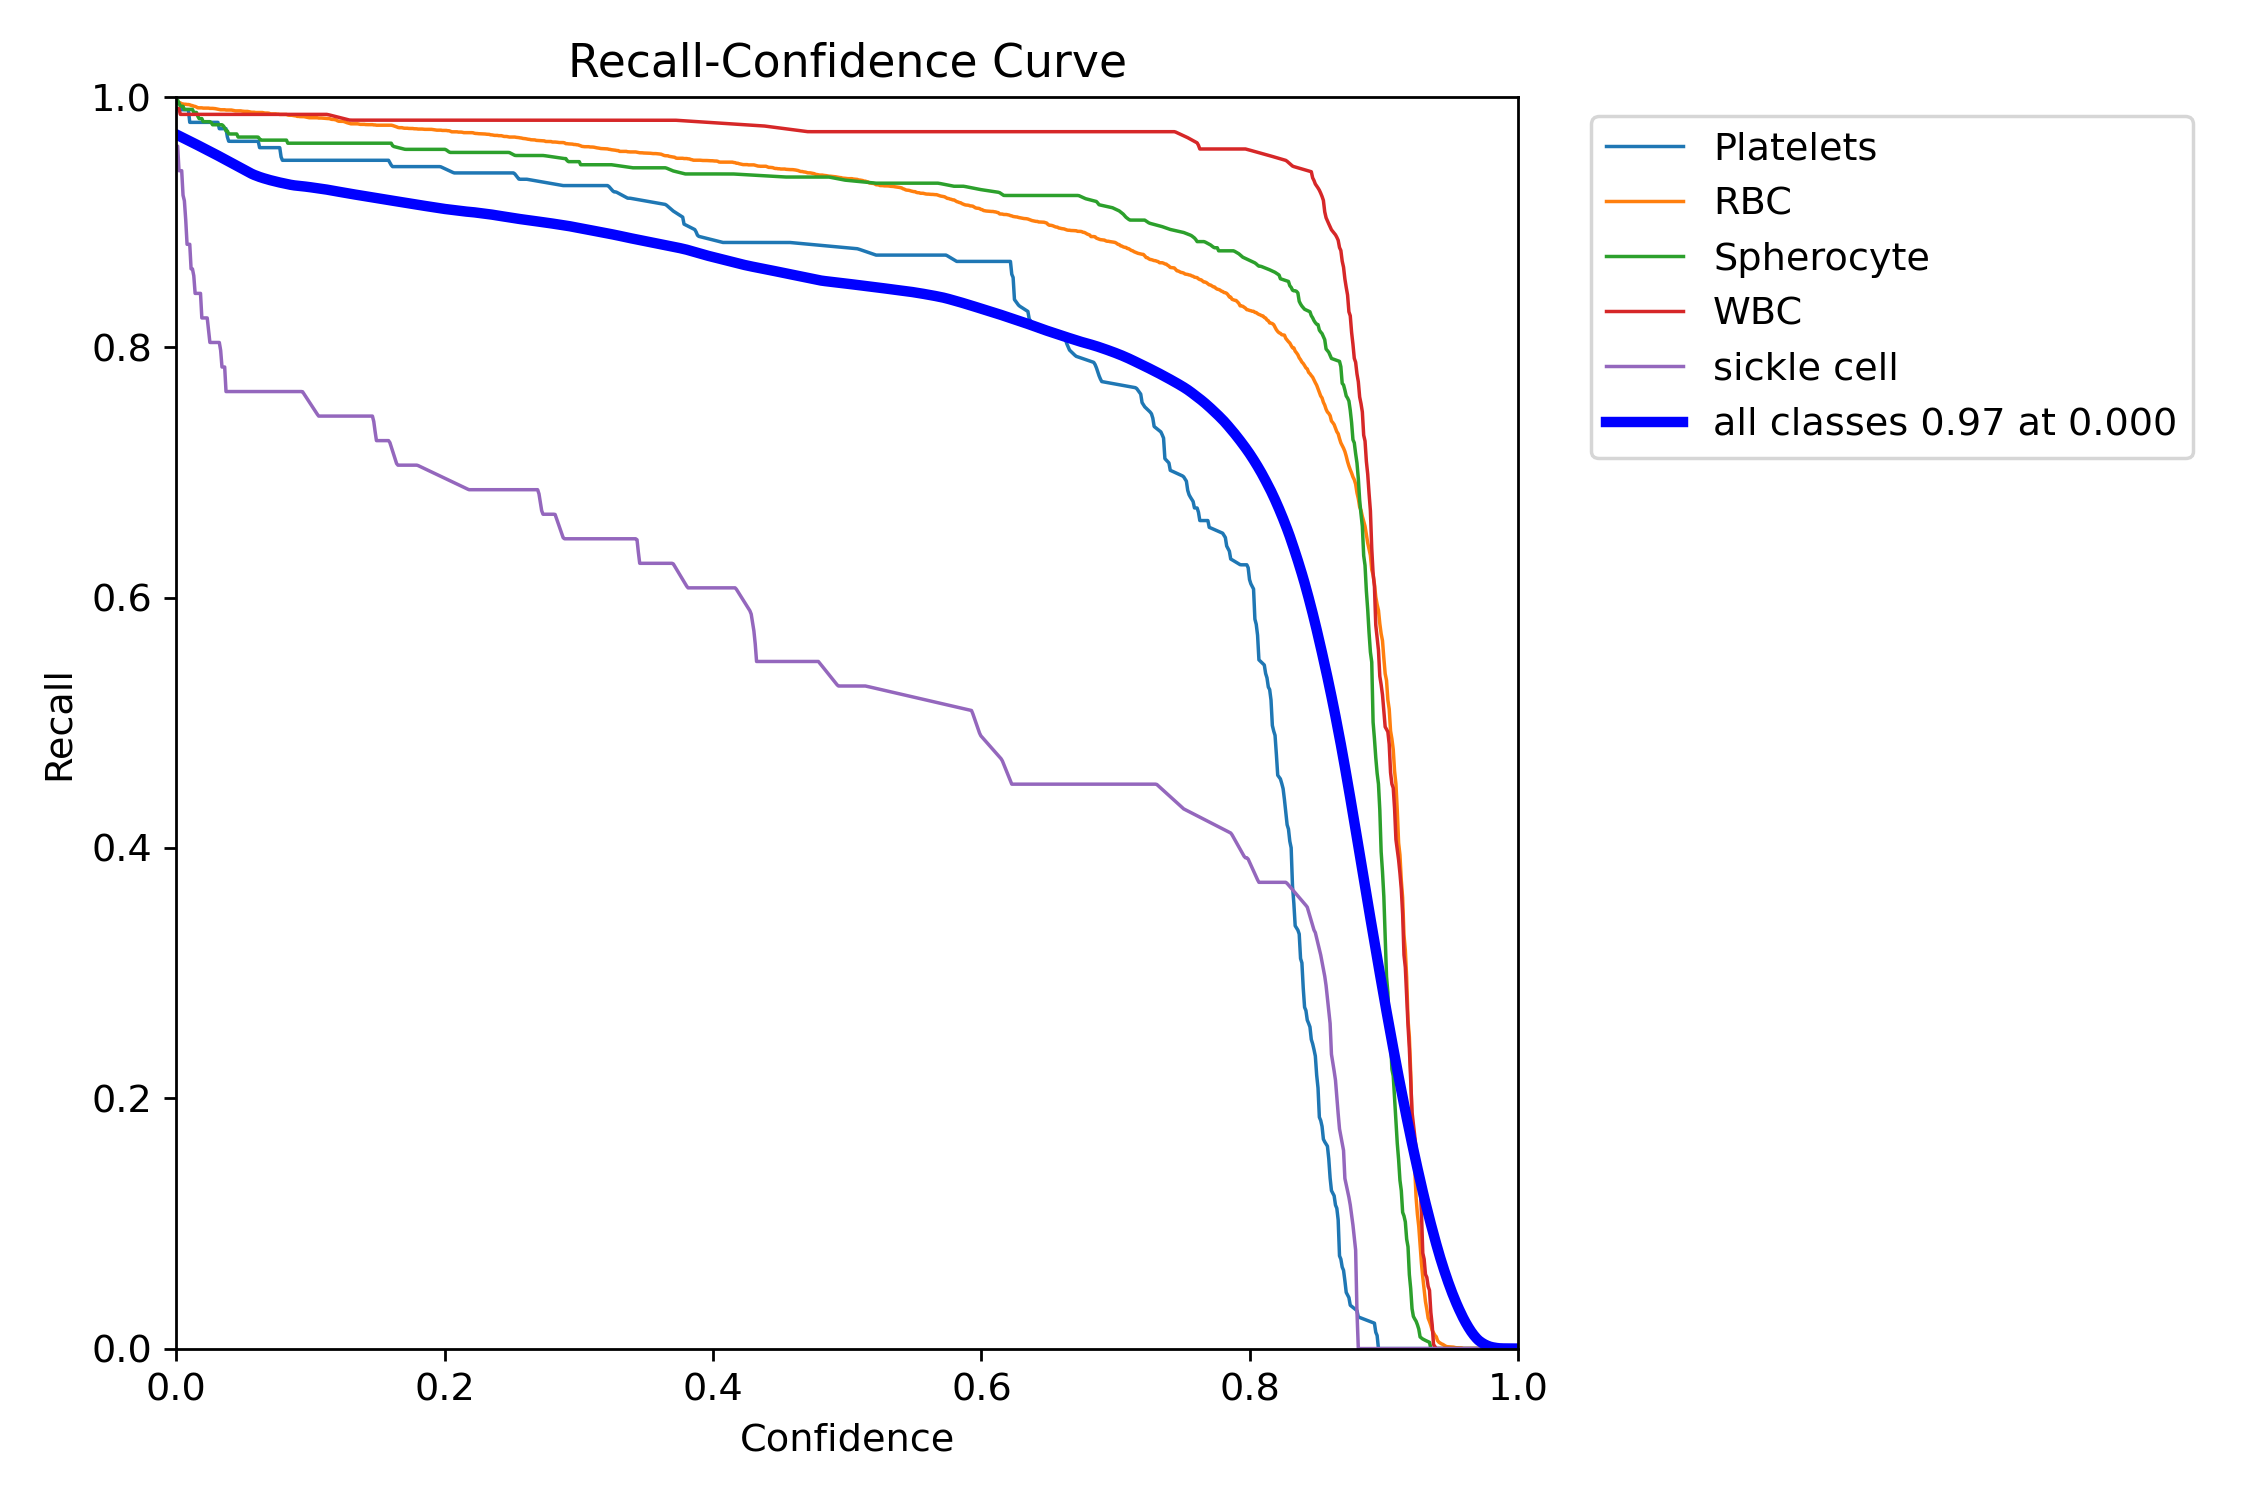 Recall-Confidence Curve
1.0
0.8
0.6
0.4
0.2
0.0
Recall
0.0 0.2 0.4 0.6 0.8 1.0
Confidence
Platelets
RBC
Spherocyte
WBC
sickle cell
all classes 0.97 at 0.000